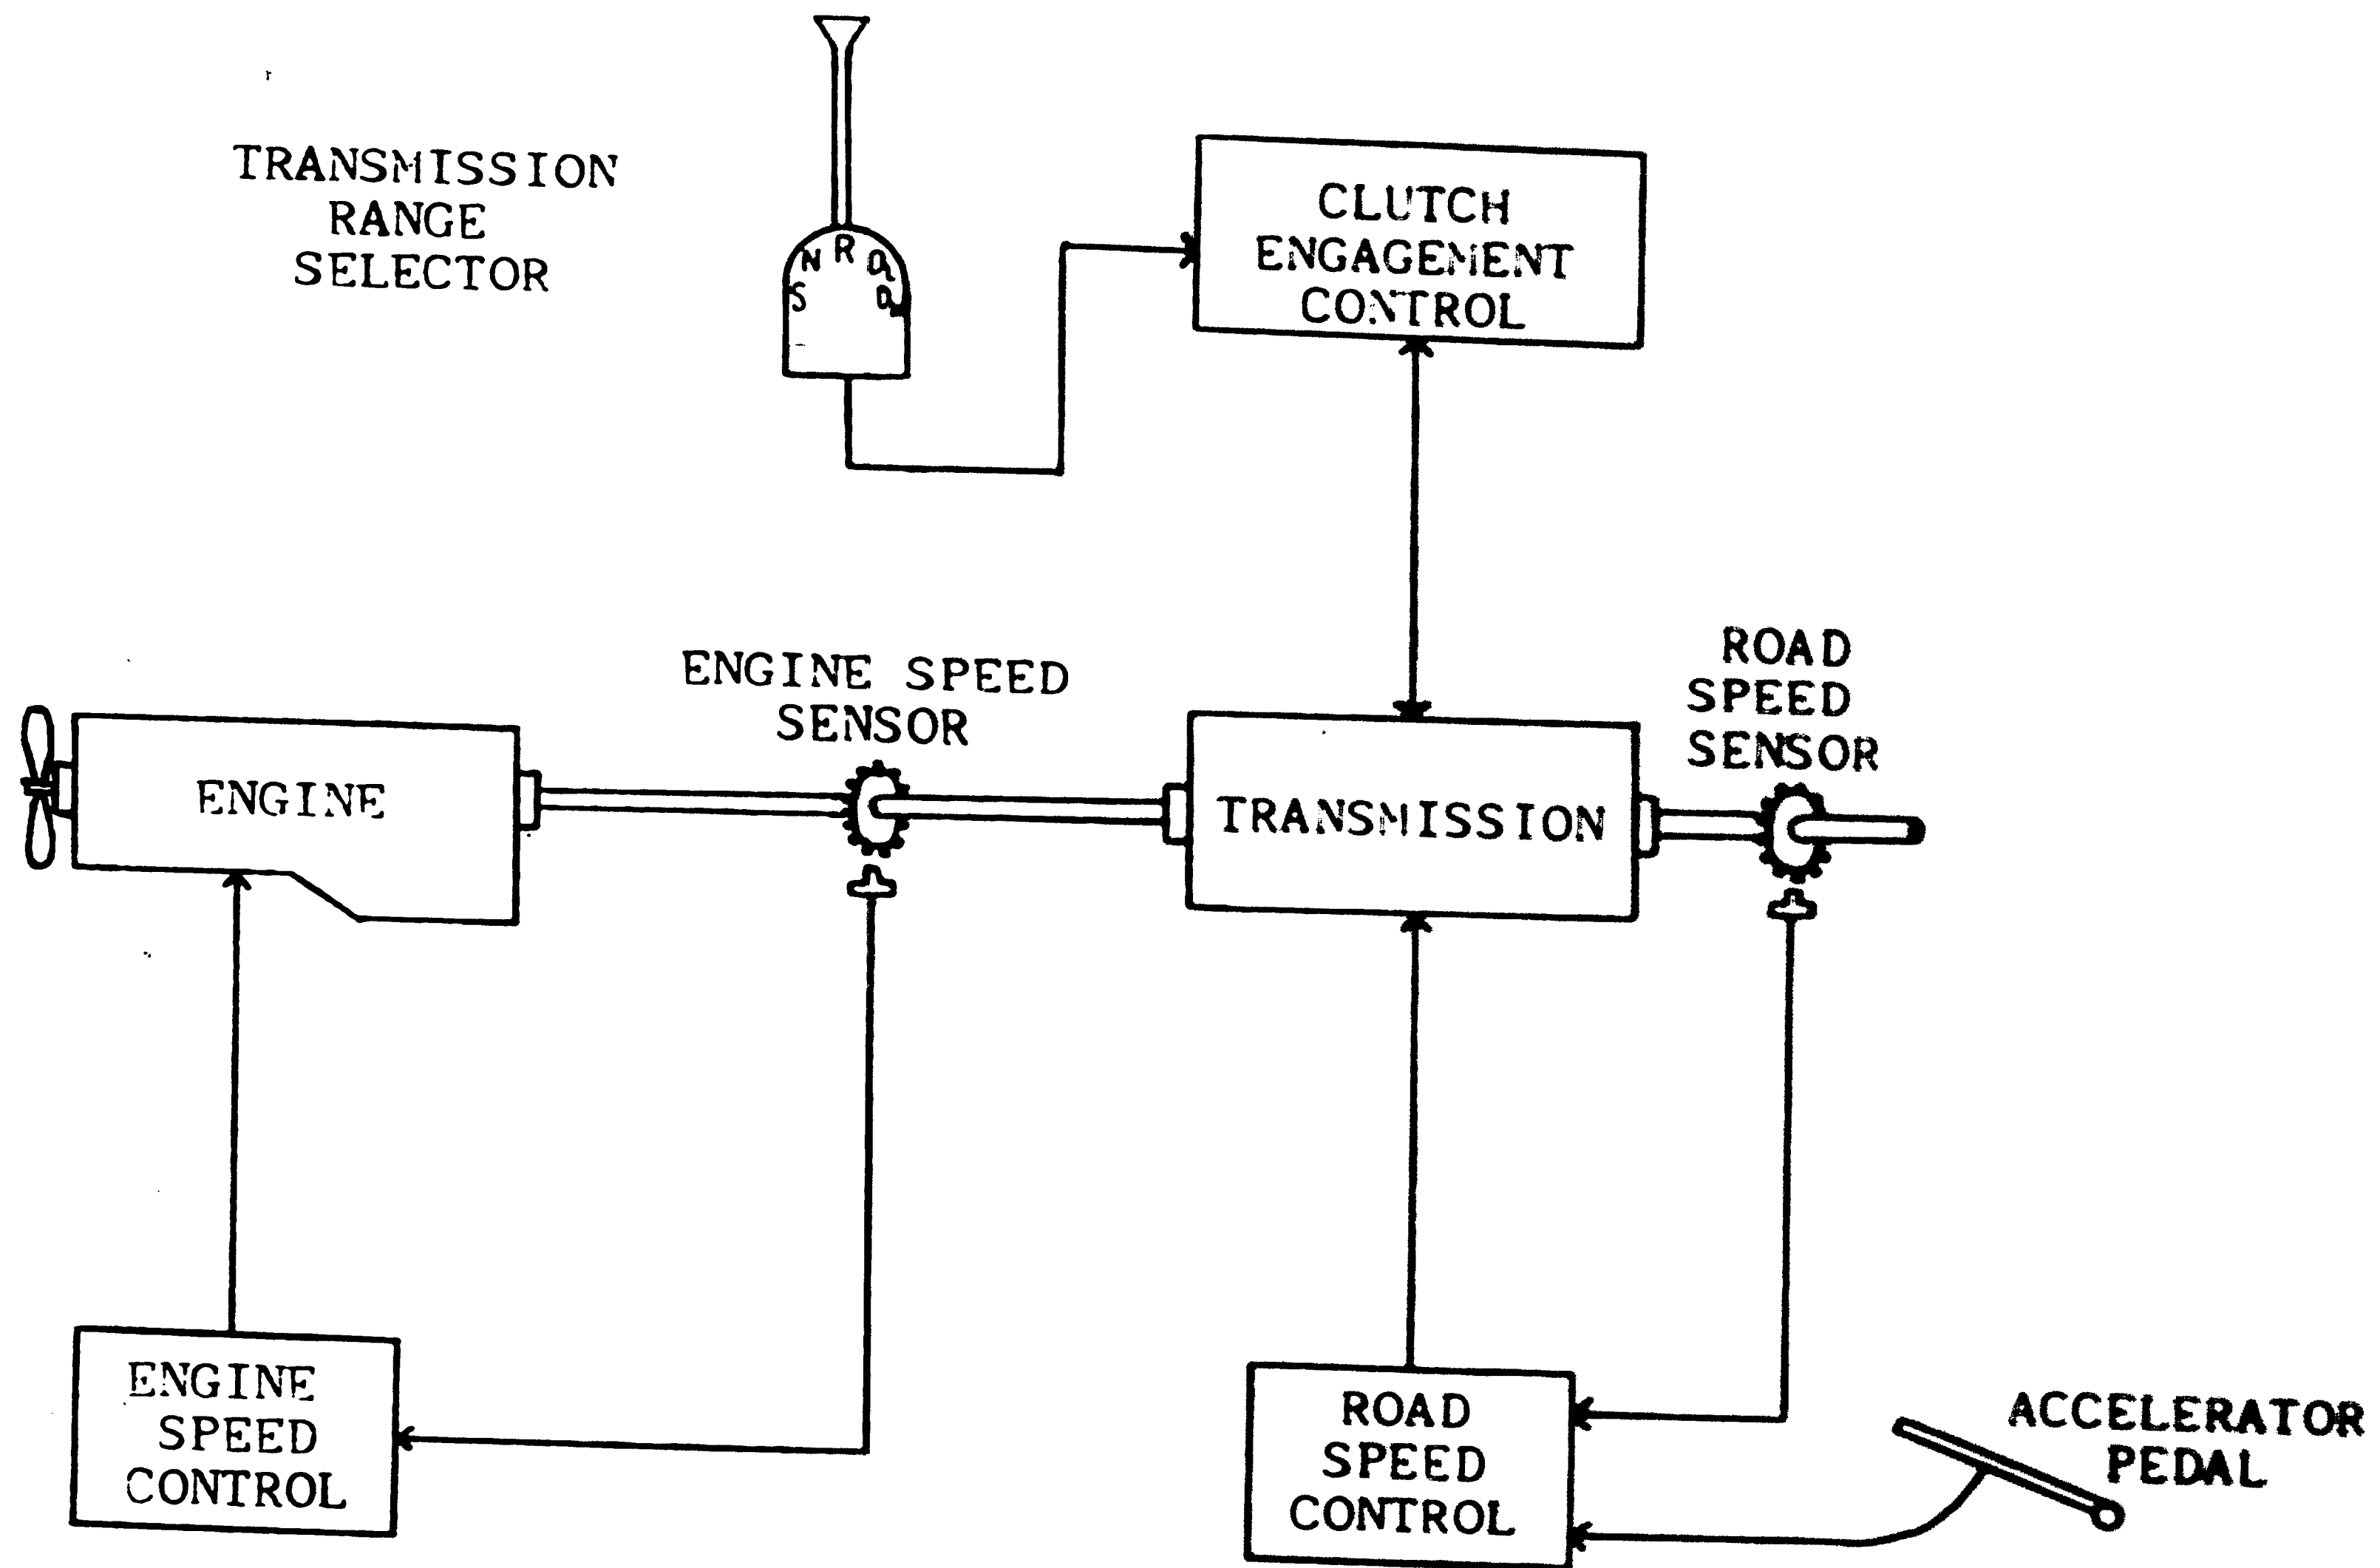 TRANSMISSION
RANGE
SELECTOR
S N R D
CLUTCH
ENGAGEMENT
CONTROL
ENGINE SPEED
SENSOR
ROAD
SPEED
SENSOR
ENGINE
TRANSMISSION
ENGINE
SPEED
CONTROL
ROAD
SPEED
CONTROL
ACCELERATOR
PEDAL